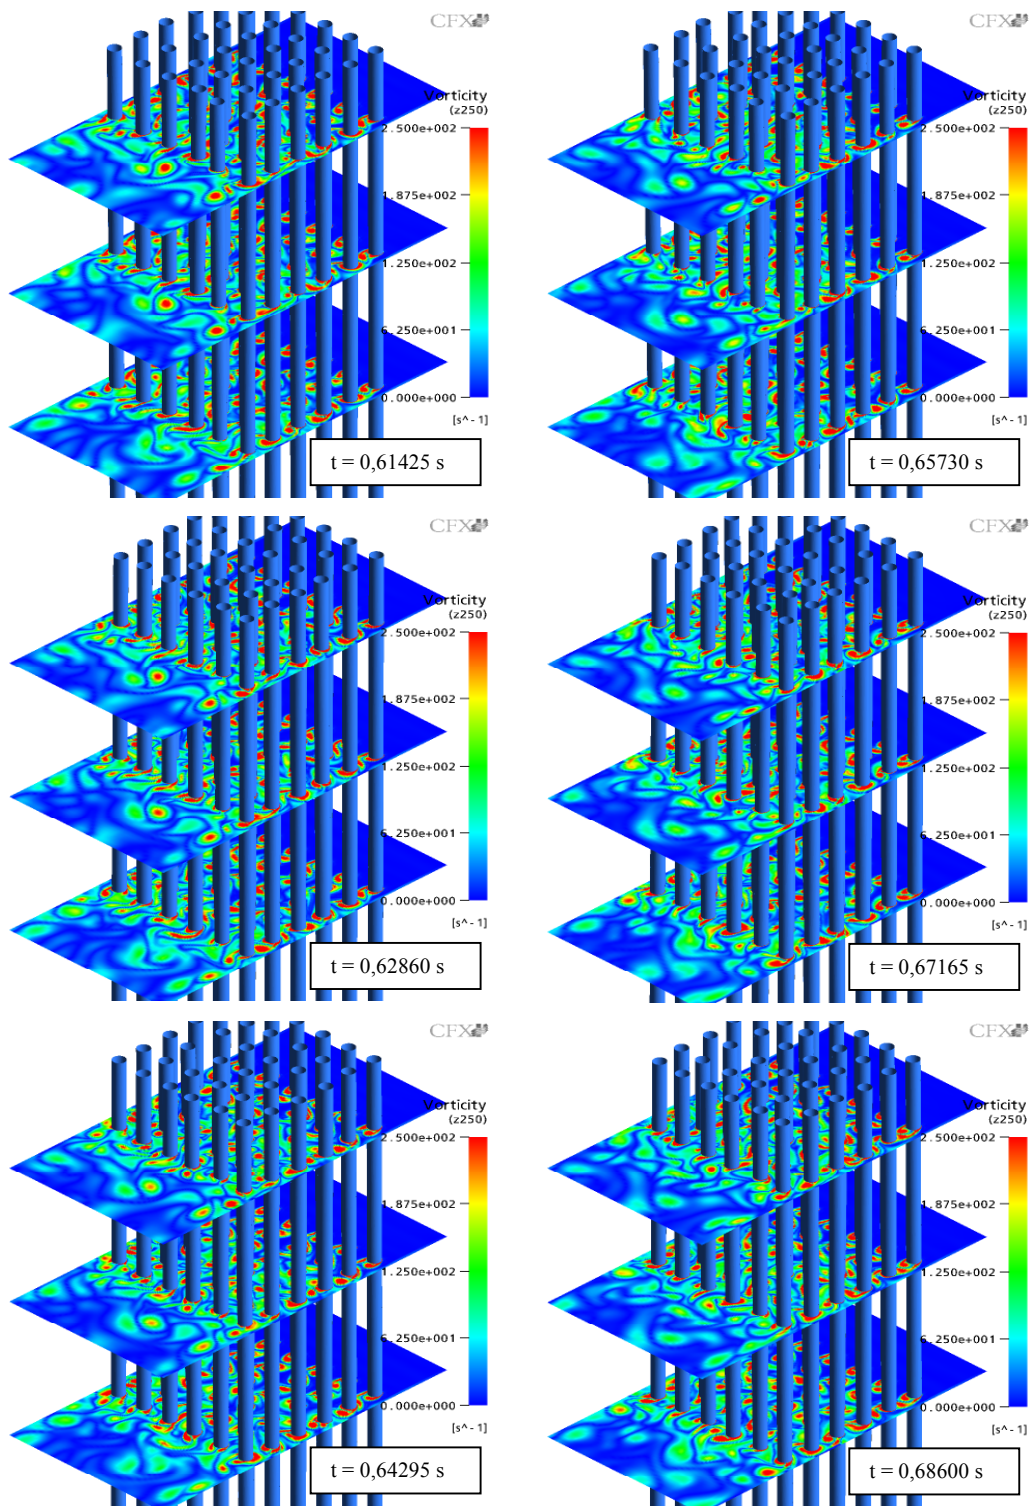 CFX
Vorticity
(z250)
2.500e+002
1.875e+002
1.250e+002
6.250e+001
0.000e+000
[s^-1]
t = 0,61425 s
CFX
Vorticity
(z250)
2.500e+002
1.875e+002
1.250e+002
6.250e+001
0.000e+000
[s^-1]
t = 0,65730 s
CFX
Vorticity
(z250)
2.500e+002
1.875e+002
1.250e+002
6.250e+001
0.000e+000
[s^-1]
t = 0,62860 s
CFX
Vorticity
(z250)
2.500e+002
1.875e+002
1.250e+002
6.250e+001
0.000e+000
[s^-1]
t = 0,67165 s
CFX
Vorticity
(z250)
2.500e+002
1.875e+002
1.250e+002
6.250e+001
0.000e+000
[s^-1]
t = 0,64295 s
CFX
Vorticity
(z250)
2.500e+002
1.875e+002
1.250e+002
6.250e+001
0.000e+000
[s^-1]
t = 0,68600 s